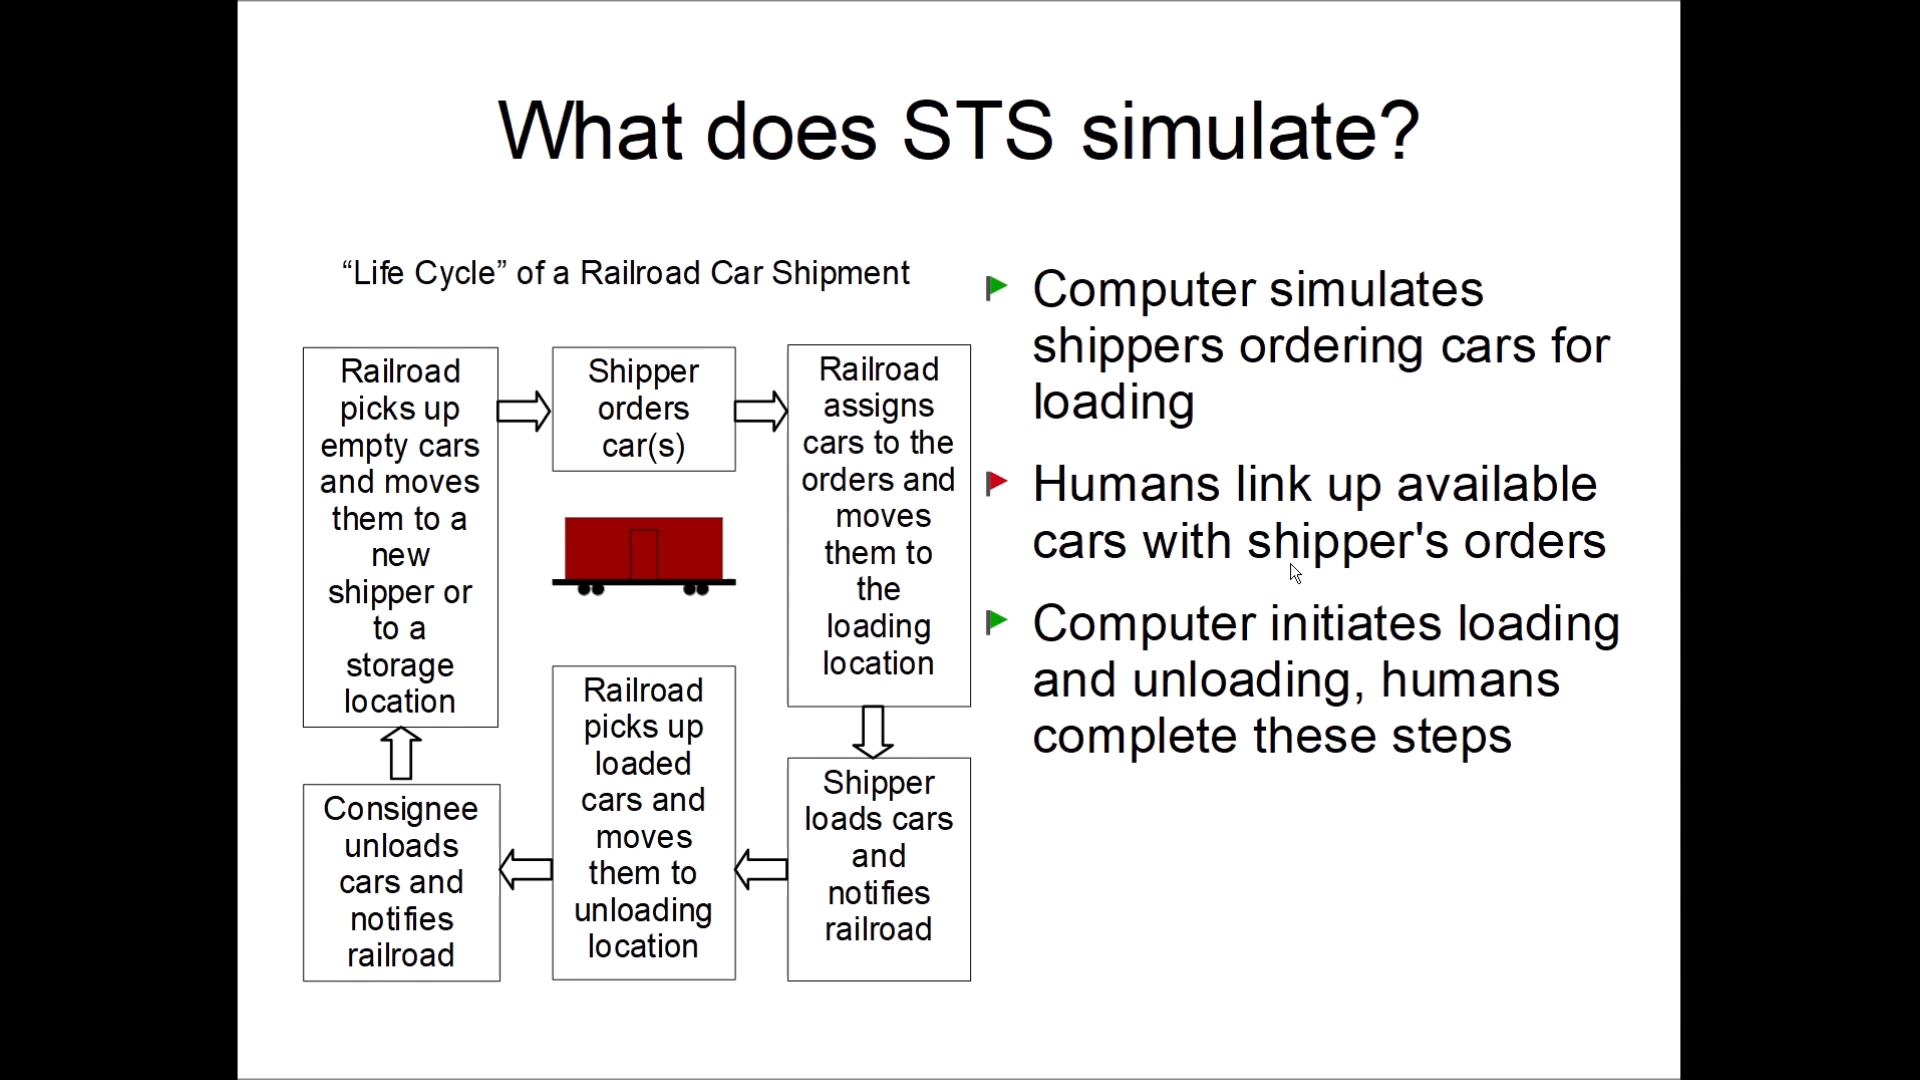 What does STS simulate?
“Life Cycle” of a Railroad Car Shipment
Railroad
picks up
empty cars
and moves
them to a
new
shipper or
to a
storage
location
Shipper
orders
car(s)
Railroad
assigns
cars to the
orders and
moves
them to
the
loading
location
Shipper
loads cars
and
notifies
railroad
Railroad
picks up
loaded
cars and
moves
them to
unloading
location
Consignee
unloads
cars and
notifies
railroad
Computer simulates
shippers ordering cars for
loading
Humans link up available
cars with shipper's orders
Computer initiates loading
and unloading, humans
complete these steps